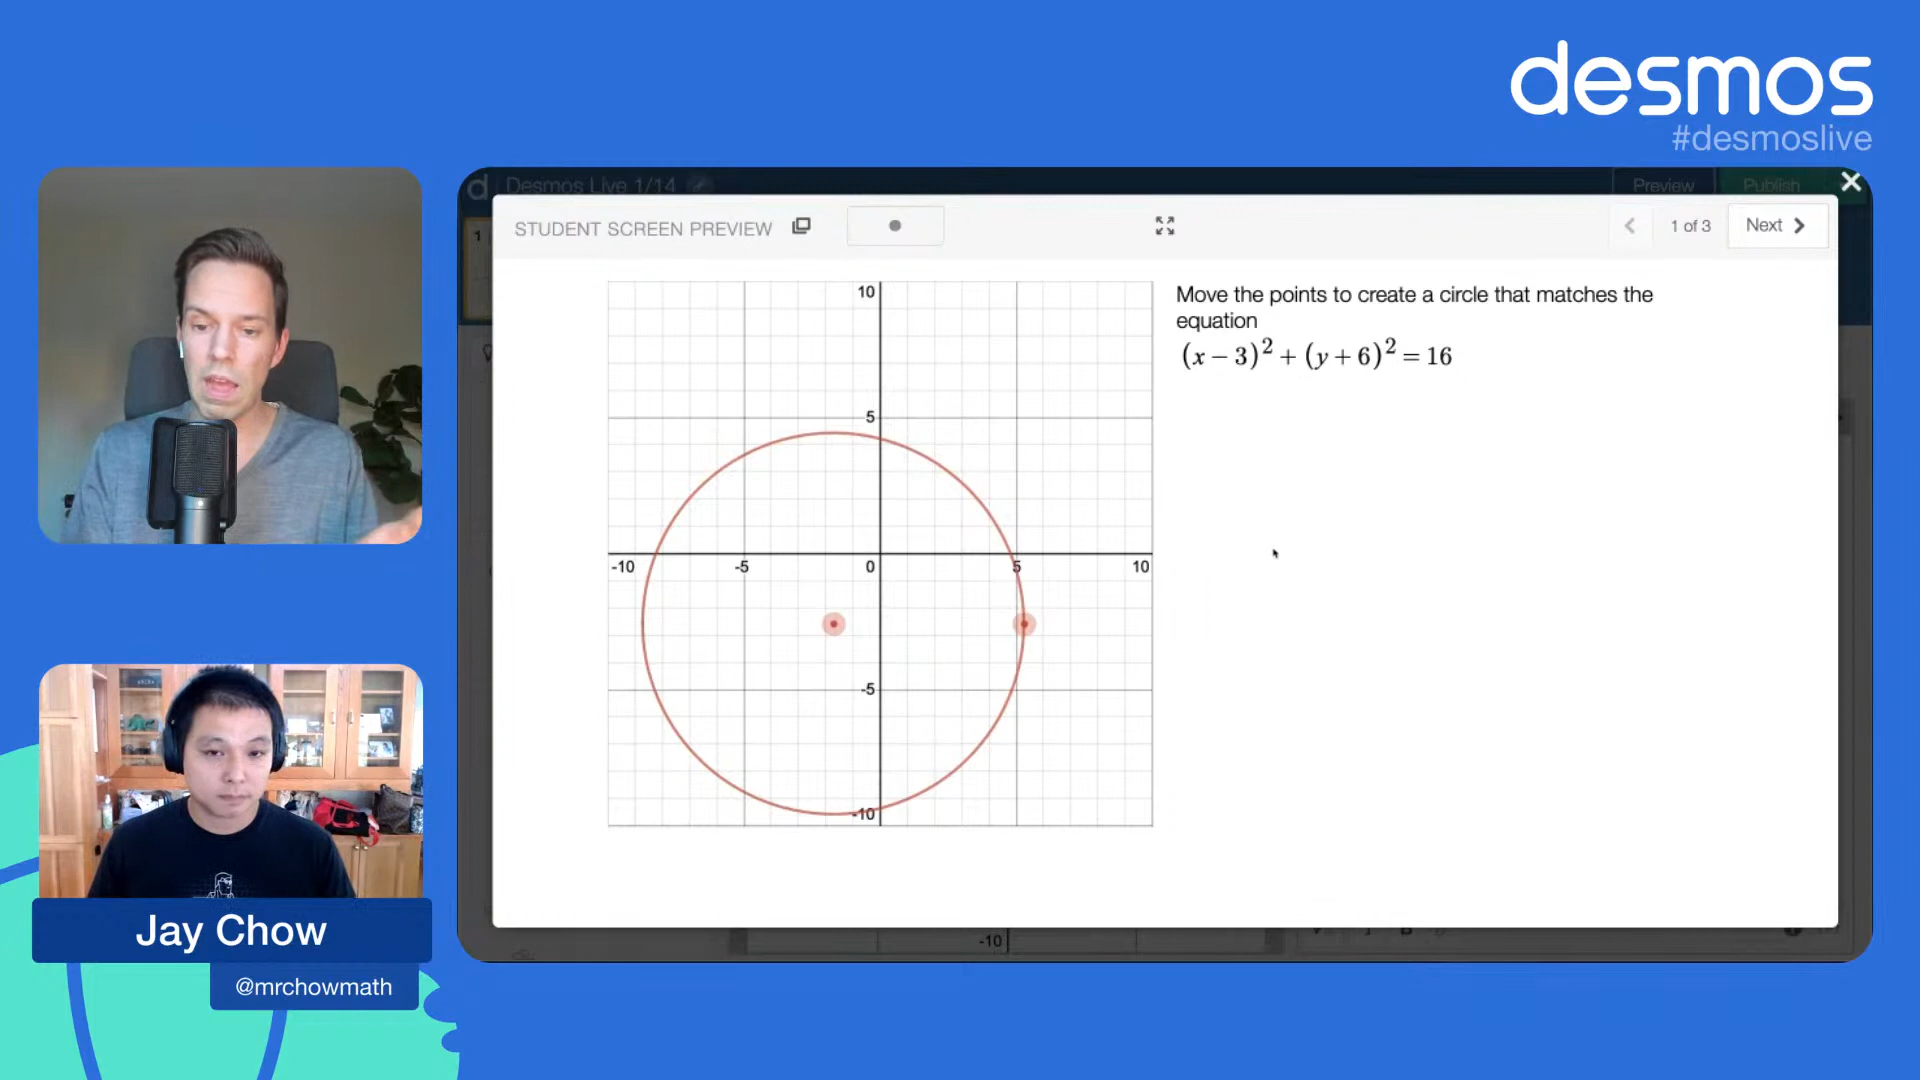 desmos
#desmoslive
d Desmos Live 1/14
Preview
Publish
1
STUDENT SCREEN PREVIEW
1 of 3
Next
10
5
-10
-5
0
5
10
-5
-10
Move the points to create a circle that matches the
equation
(x − 3)² + (y + 6)² = 16
-10
Jay Chow
@mrchowmath